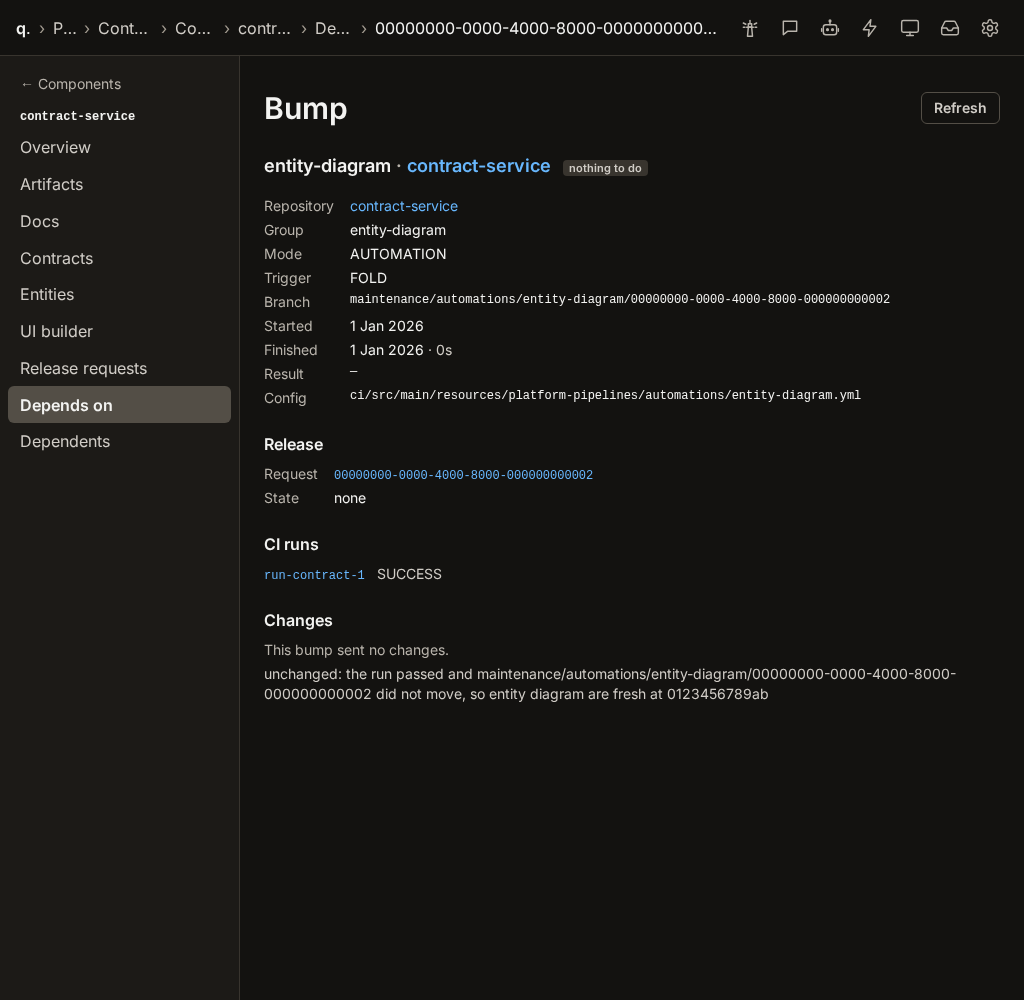 q. › P... › Cont... › Co... › contr... › De... › 00000000-0000-4000-8000-0000000000...
← Components
contract-service
Overview
Artifacts
Docs
Contracts
Entities
UI builder
Release requests
Depends on
Dependents
Bump
Refresh
entity-diagram · contract-service nothing to do
Repository contract-service
Group entity-diagram
Mode AUTOMATION
Trigger FOLD
Branch maintenance/automations/entity-diagram/00000000-0000-4000-8000-000000000002
Started 1 Jan 2026
Finished 1 Jan 2026 · 0s
Result –
Config ci/src/main/resources/platform-pipelines/automations/entity-diagram.yml
Release
Request 00000000-0000-4000-8000-000000000002
State none
CI runs
run-contract-1 SUCCESS
Changes
This bump sent no changes.
unchanged: the run passed and maintenance/automations/entity-diagram/00000000-0000-4000-8000-
000000000002 did not move, so entity diagram are fresh at 0123456789ab